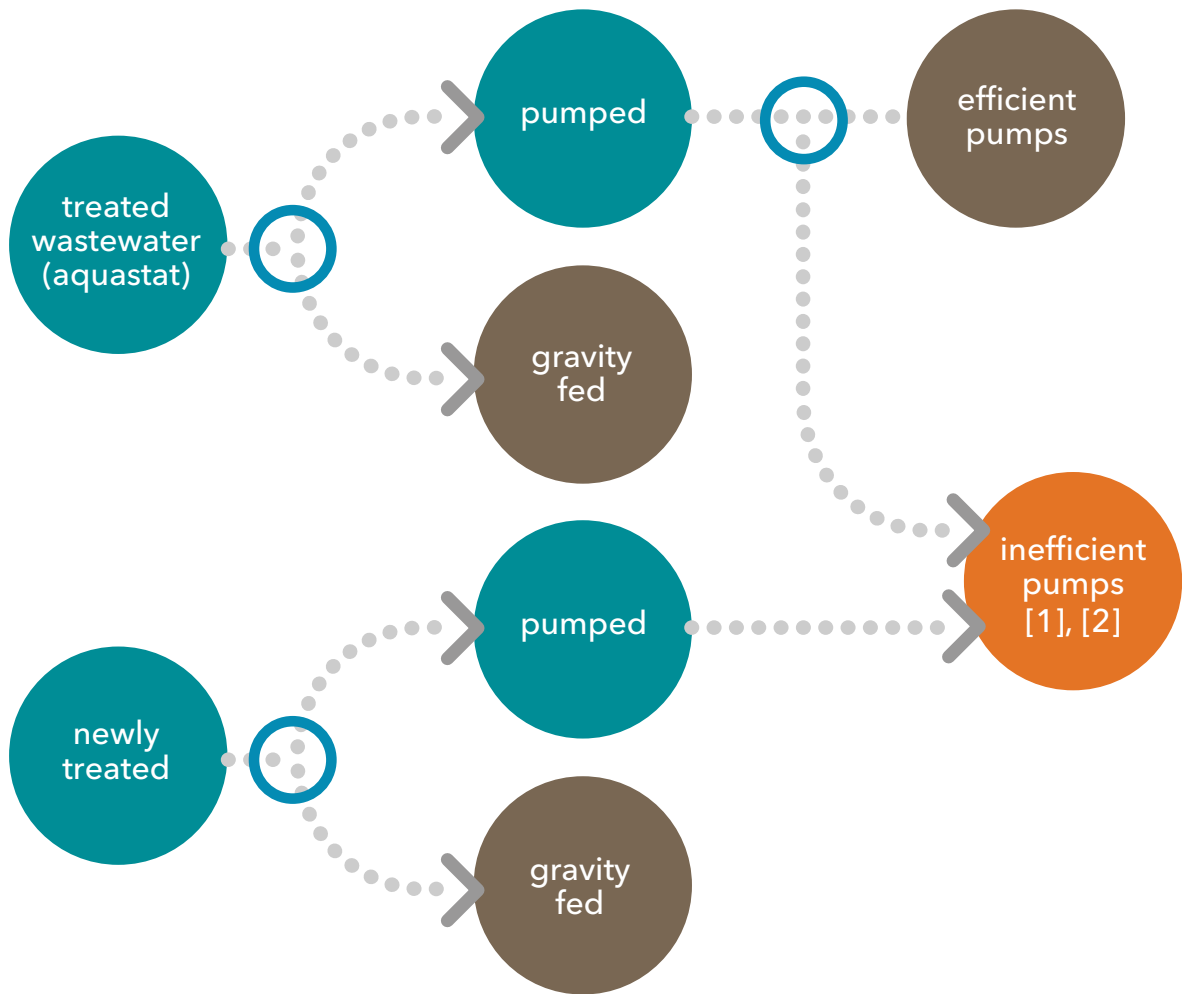 pumped
efficient
pumps
treated
wastewater
(aquastat)
gravity
fed
inefficient
pumps
[1], [2]
pumped
newly
treated
gravity
fed